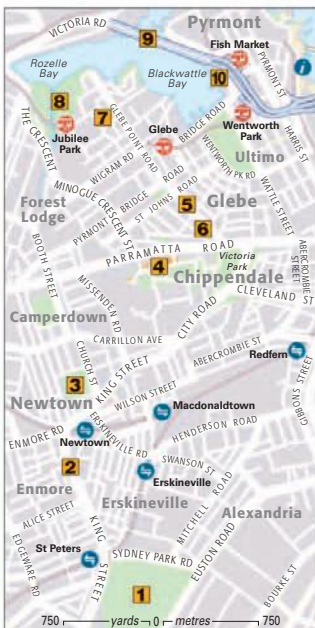 VICTORIA RD
Pyrmont
9
Fish Market
Rozelle
Bay
Blackwattle
Bay
10
PYRMONT ST
i
8
7
THE CRESCENT
Jubilee
Park
GLEBE POINT ROAD
Glebe
BRIDGE ROAD
Wentworth
Park
HARRIS ST
WIGRAM RD
WENTWORTH PK RD
Ultimo
MINOGUE CRESCENT
ST
Forest
Lodge
PYRMONT BRIDGE ROAD
ST JOHNS ROAD
5
Glebe
WATTLE STREET
6
BOOTH STREET
PARRAMATTA ROAD
4
Victoria
Park
ABERCROMBIE
STREET
Chippendale
MISSENDEN RD
CLEVELAND ST
Camperdown
CITY ROAD
CARRILLON AVE
ABERCROMBIE ST
Redfern
CHURCH ST
KING STREET
GIBBONS STREET
3
WILSON STREET
Newtown
Macdonaldtown
ENMORE RD
Newtown
ERSKINEVILLE RD
HENDERSON ROAD
2
SWANSON ST
Erskineville
Enmore
Erskineville
MITCHELL ROAD
Alexandria
ALICE STREET
KING
STREET
EDGEWARE RD
St Peters
SYDNEY PARK RD
EUSTON ROAD
1
BOURKE ST
750 yards 0 metres 750